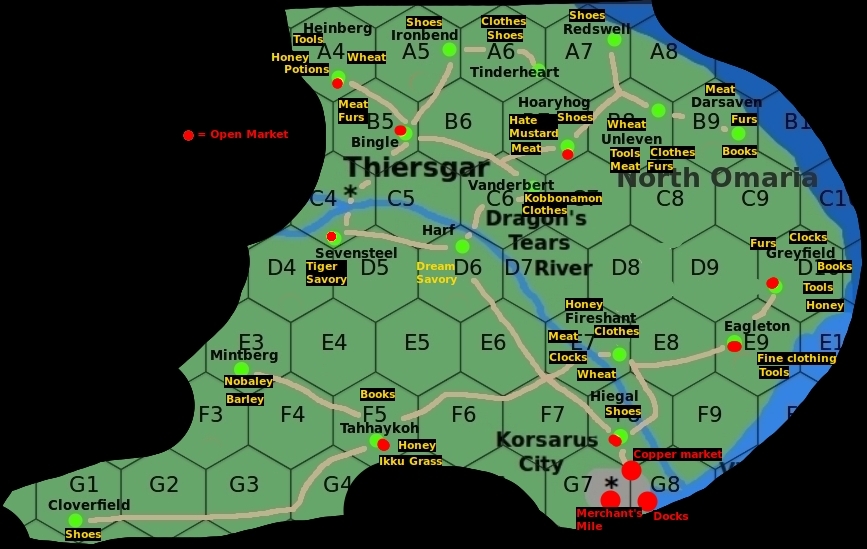 Heinberg
Tools
A4
Honey
Wheat
Potions
Meat
Furs
Shoes
Ironbend
A5
Clothes
Shoes
A6
Tinderheart
Shoes
Redswell
A7
A8
B5
Bingle
B6
Hoaryhog
Hate
Mustard
Shoes
Meat
Wheat
Unleven
Tools
Meat
Clothes
Furs
Meat
Darsaven
B9
Furs
Books
= Open Market
Thiersgar
North Omaria
C4
*
C5
Vanderbert
C6
Kobbonamon
Clothes
C8
C9
Dragon's
Tears
River
Harf
Sevensteel
D4
Tiger
Savory
D5
Dream
Savory
D6
D7
D8
D9
Furs
Clocks
Greyfield
Books
Tools
Honey
E3
Mintberg
Nobaley
Barley
E4
E5
E6
Honey
Fireshant
Meat
Clothes
Clocks
Wheat
E8
Eagleton
E9
Fine clothing
Tools
F3
F4
Books
F5
Tahhaykoh
Honey
Ikku Grass
F6
F7
Hiegal
Shoes
F9
Korsarus
City
Copper market
G1
Cloverfield
Shoes
G2
G3
G4
G7
*
G8
Merchant's
Mile
Docks